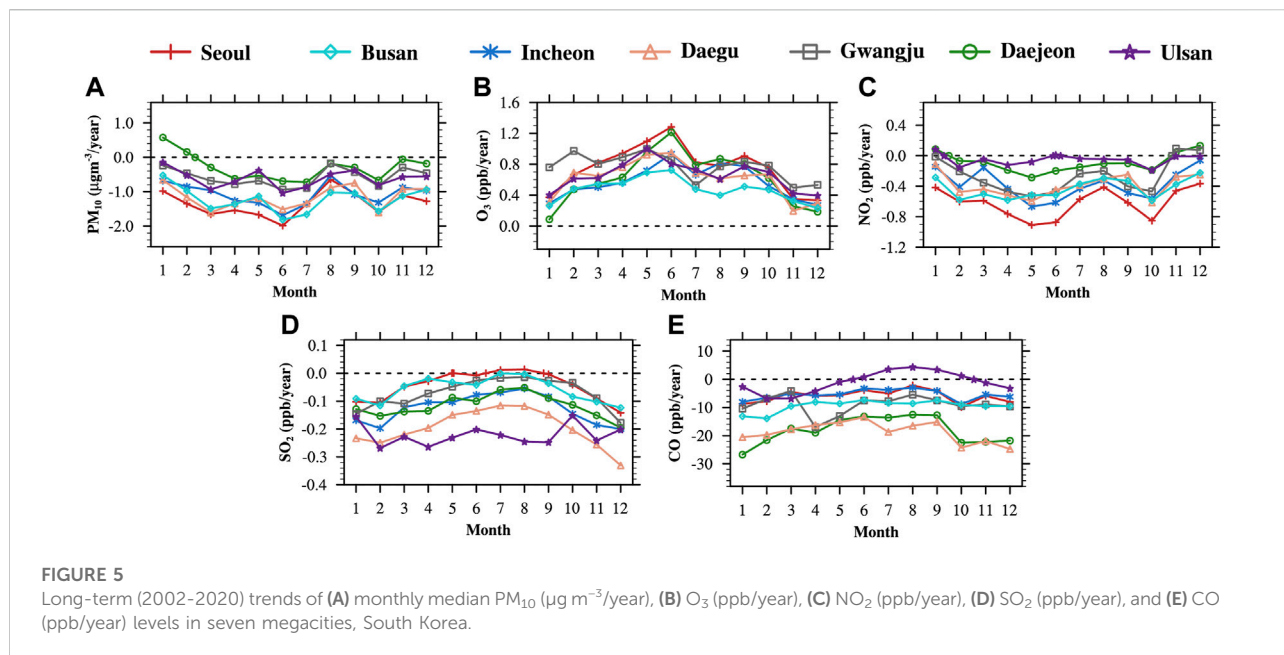 Seoul Busan Incheon Daegu Gwangju Daejeon Ulsan
A B C
PM10 (µgm-3/year)
1.0
0.0
-1.0
-2.0
1 2 3 4 5 6 7 8 9 10 11 12
Month
O3 (ppb/year)
1.6
1.2
0.8
0.4
0.0
1 2 3 4 5 6 7 8 9 10 11 12
Month
NO2 (ppb/year)
0.4
0.0
-0.4
-0.8
-1.2
1 2 3 4 5 6 7 8 9 10 11 12
Month
D E
SO2 (ppb/year)
0.1
0.0
-0.1
-0.2
-0.3
-0.4
1 2 3 4 5 6 7 8 9 10 11 12
Month
CO (ppb/year)
10
0
-10
-20
-30
1 2 3 4 5 6 7 8 9 10 11 12
Month
FIGURE 5
Long-term (2002-2020) trends of (A) monthly median PM10 (µg m−3/year), (B) O3 (ppb/year), (C) NO2 (ppb/year), (D) SO2 (ppb/year), and (E) CO
(ppb/year) levels in seven megacities, South Korea.